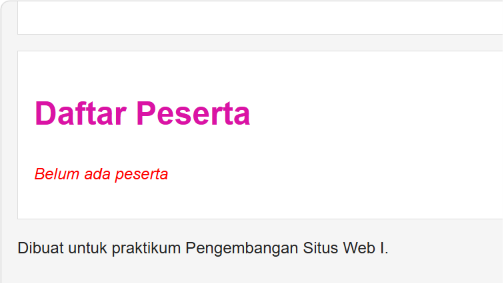 Daftar Peserta
Belum ada peserta
Dibuat untuk praktikum Pengembangan Situs Web I.